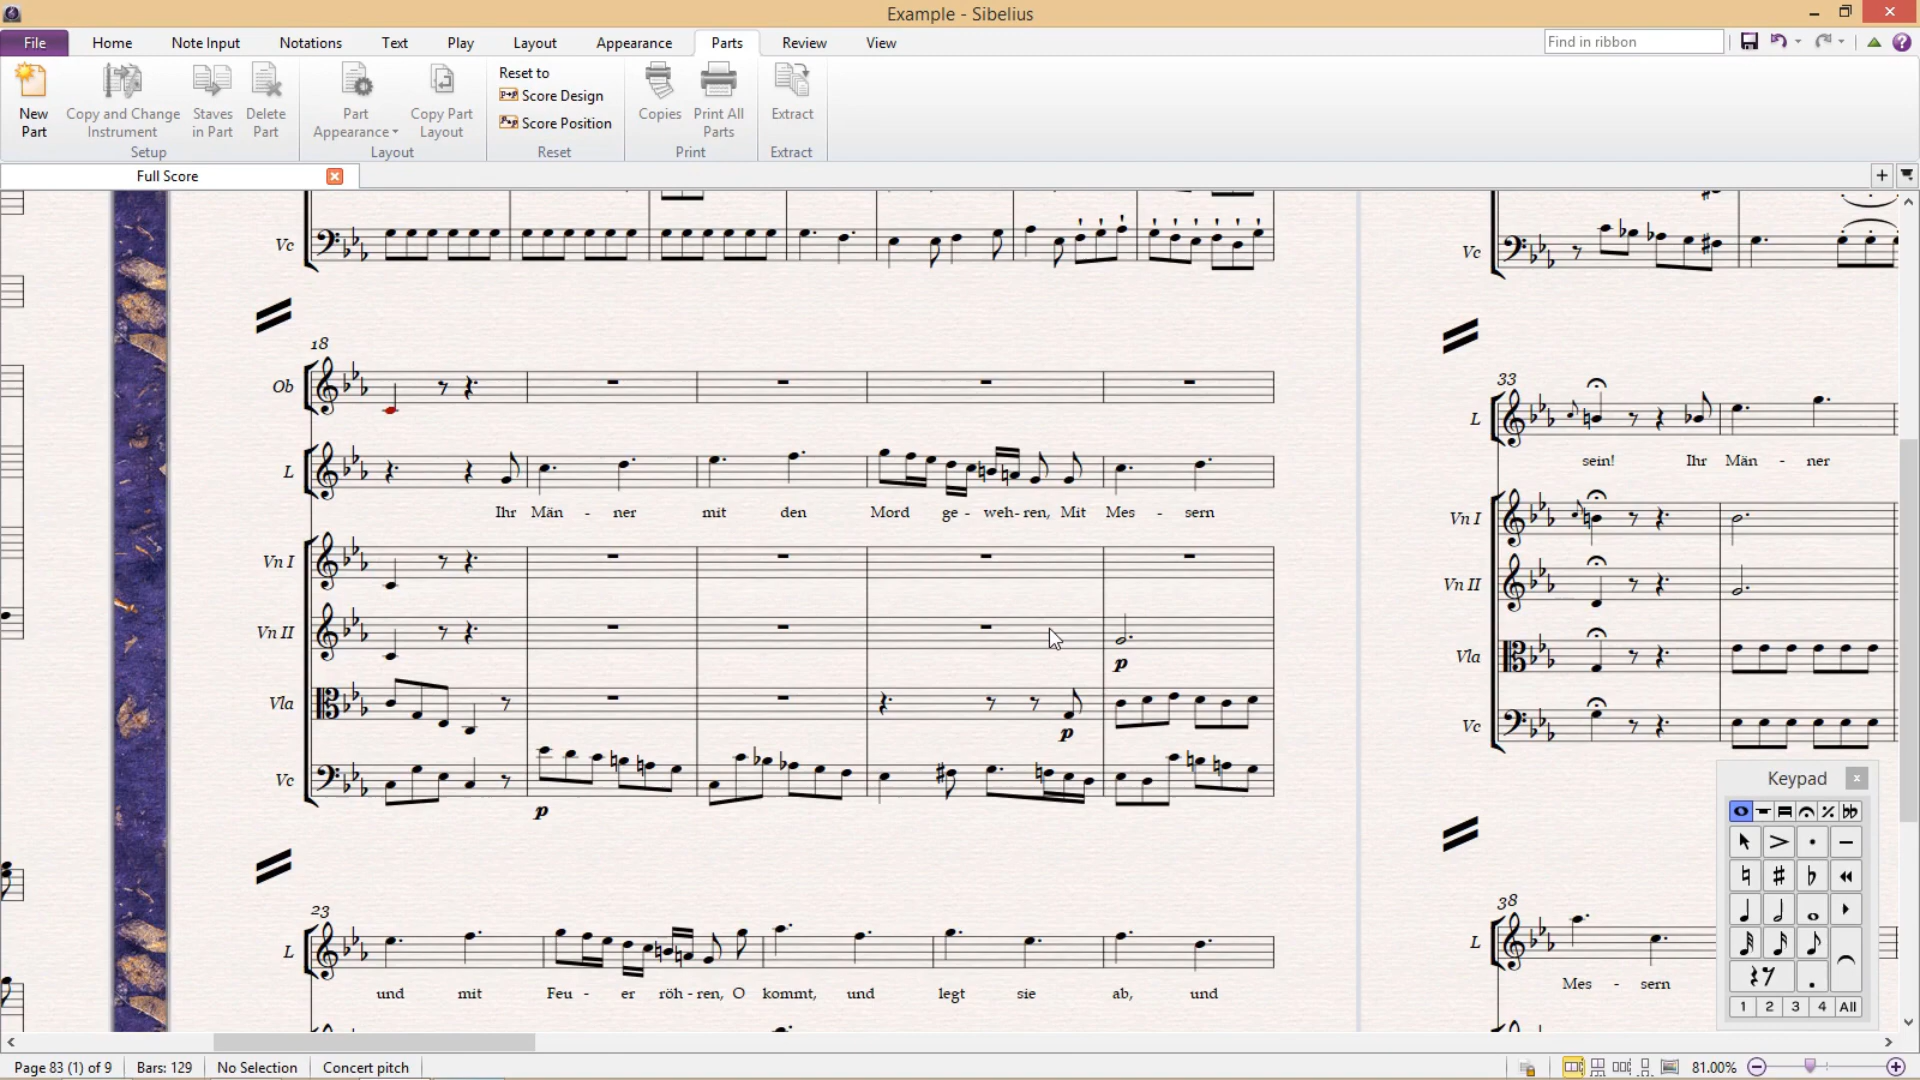 Example - Sibelius
File Home Note Input Notations Text Play Layout Appearance Parts Review View Find in ribbon
New Part
Copy and Change Instrument
Staves in Part
Delete Part
Setup
Part Appearance
Copy Part Layout
Layout
Reset to
Score Design
Score Position
Reset
Copies
Print All Parts
Print
Extract
Extract
Full Score
Vc
Vc
18
Ob
L
Ihr Män - ner mit den Mord ge - weh - ren, Mit Mes - sern
Vn I
Vn II
p
Vla
p
Vc
p
33
L
sein! Ihr Män - ner
Vn I
Vn II
Vla
Vc
23
L
und mit Feu - er röh - ren, O kommt, und legt sie ab, und
38
L
Mes - sern
Keypad
1 2 3 4 All
Page 83 (1) of 9 Bars: 129 No Selection Concert pitch 81.00%